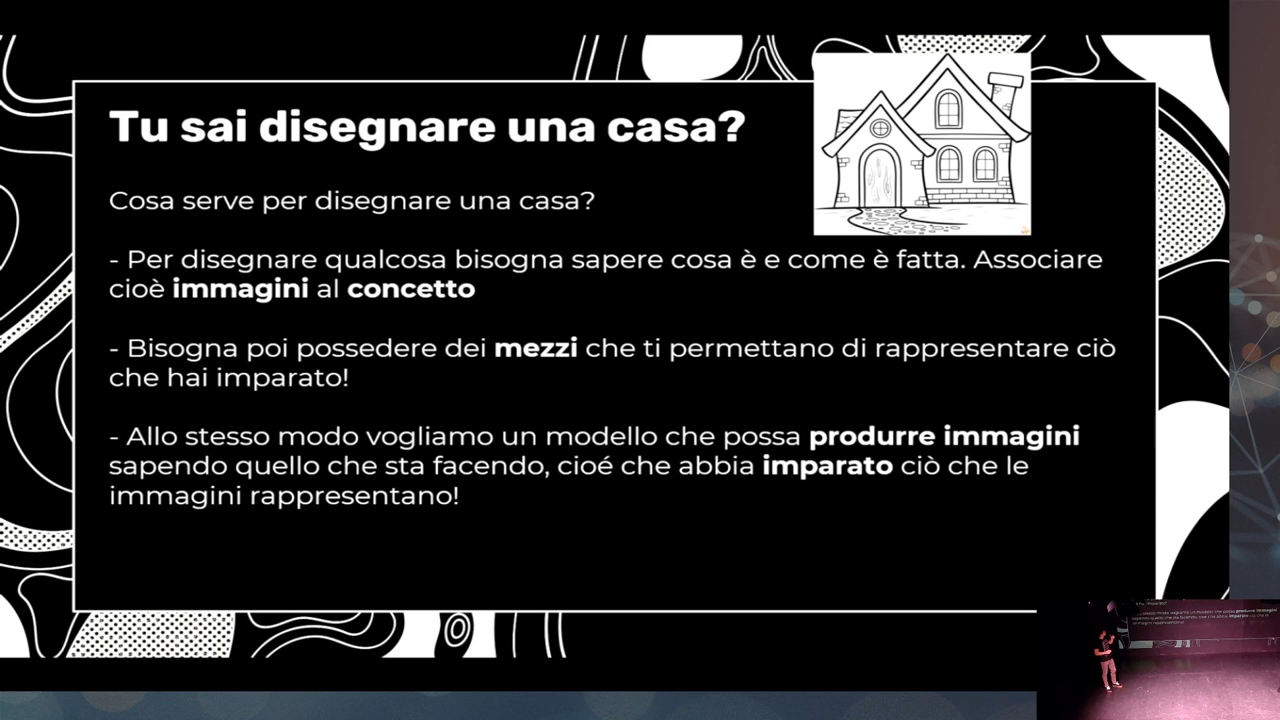 Tu sai disegnare una casa?
Cosa serve per disegnare una casa?
- Per disegnare qualcosa bisogna sapere cosa è e come è fatta. Associare
cioè immagini al concetto
- Bisogna poi possedere dei mezzi che ti permettano di rappresentare ciò
che hai imparato!
- Allo stesso modo vogliamo un modello che possa produrre immagini
sapendo quello che sta facendo, cioé che abbia imparato ciò che le
immagini rappresentano!